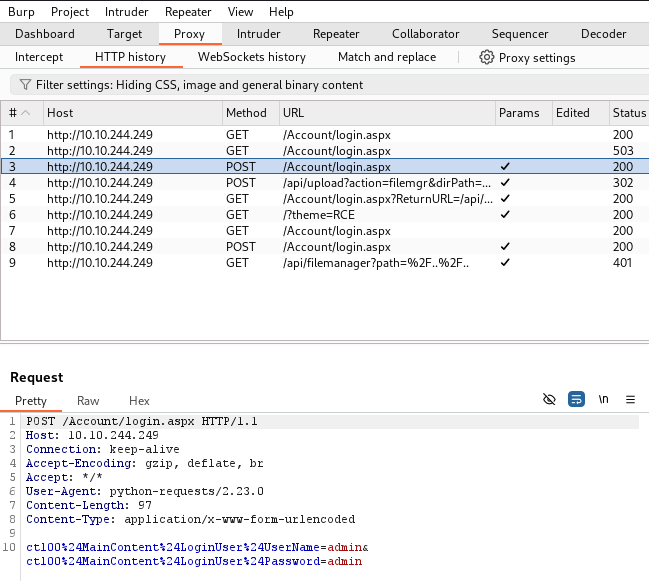 Burp Project Intruder Repeater View Help
Dashboard Target Proxy Intruder Repeater Collaborator Sequencer Decoder
Intercept HTTP history WebSockets history Match and replace Proxy settings
Filter settings: Hiding CSS, image and general binary content
# Host Method URL Params Edited Status
1 http://10.10.244.249 GET /Account/login.aspx 200
2 http://10.10.244.249 GET /Account/login.aspx 503
3 http://10.10.244.249 POST /Account/login.aspx ✓ 200
4 http://10.10.244.249 POST /api/upload?action=filemgr&dirPath=... ✓ 302
5 http://10.10.244.249 GET /Account/login.aspx?ReturnURL=/api/... ✓ 200
6 http://10.10.244.249 GET /?theme=RCE ✓ 200
7 http://10.10.244.249 GET /Account/login.aspx 200
8 http://10.10.244.249 POST /Account/login.aspx ✓ 200
9 http://10.10.244.249 GET /api/filemanager?path=%2F..%2F.. ✓ 401
Request
Pretty Raw Hex \n
1 POST /Account/login.aspx HTTP/1.1
2 Host: 10.10.244.249
3 Connection: keep-alive
4 Accept-Encoding: gzip, deflate, br
5 Accept: */*
6 User-Agent: python-requests/2.23.0
7 Content-Length: 97
8 Content-Type: application/x-www-form-urlencoded
9
10 ctl00%24MainContent%24LoginUser%24UserName=admin&
ctl00%24MainContent%24LoginUser%24Password=admin